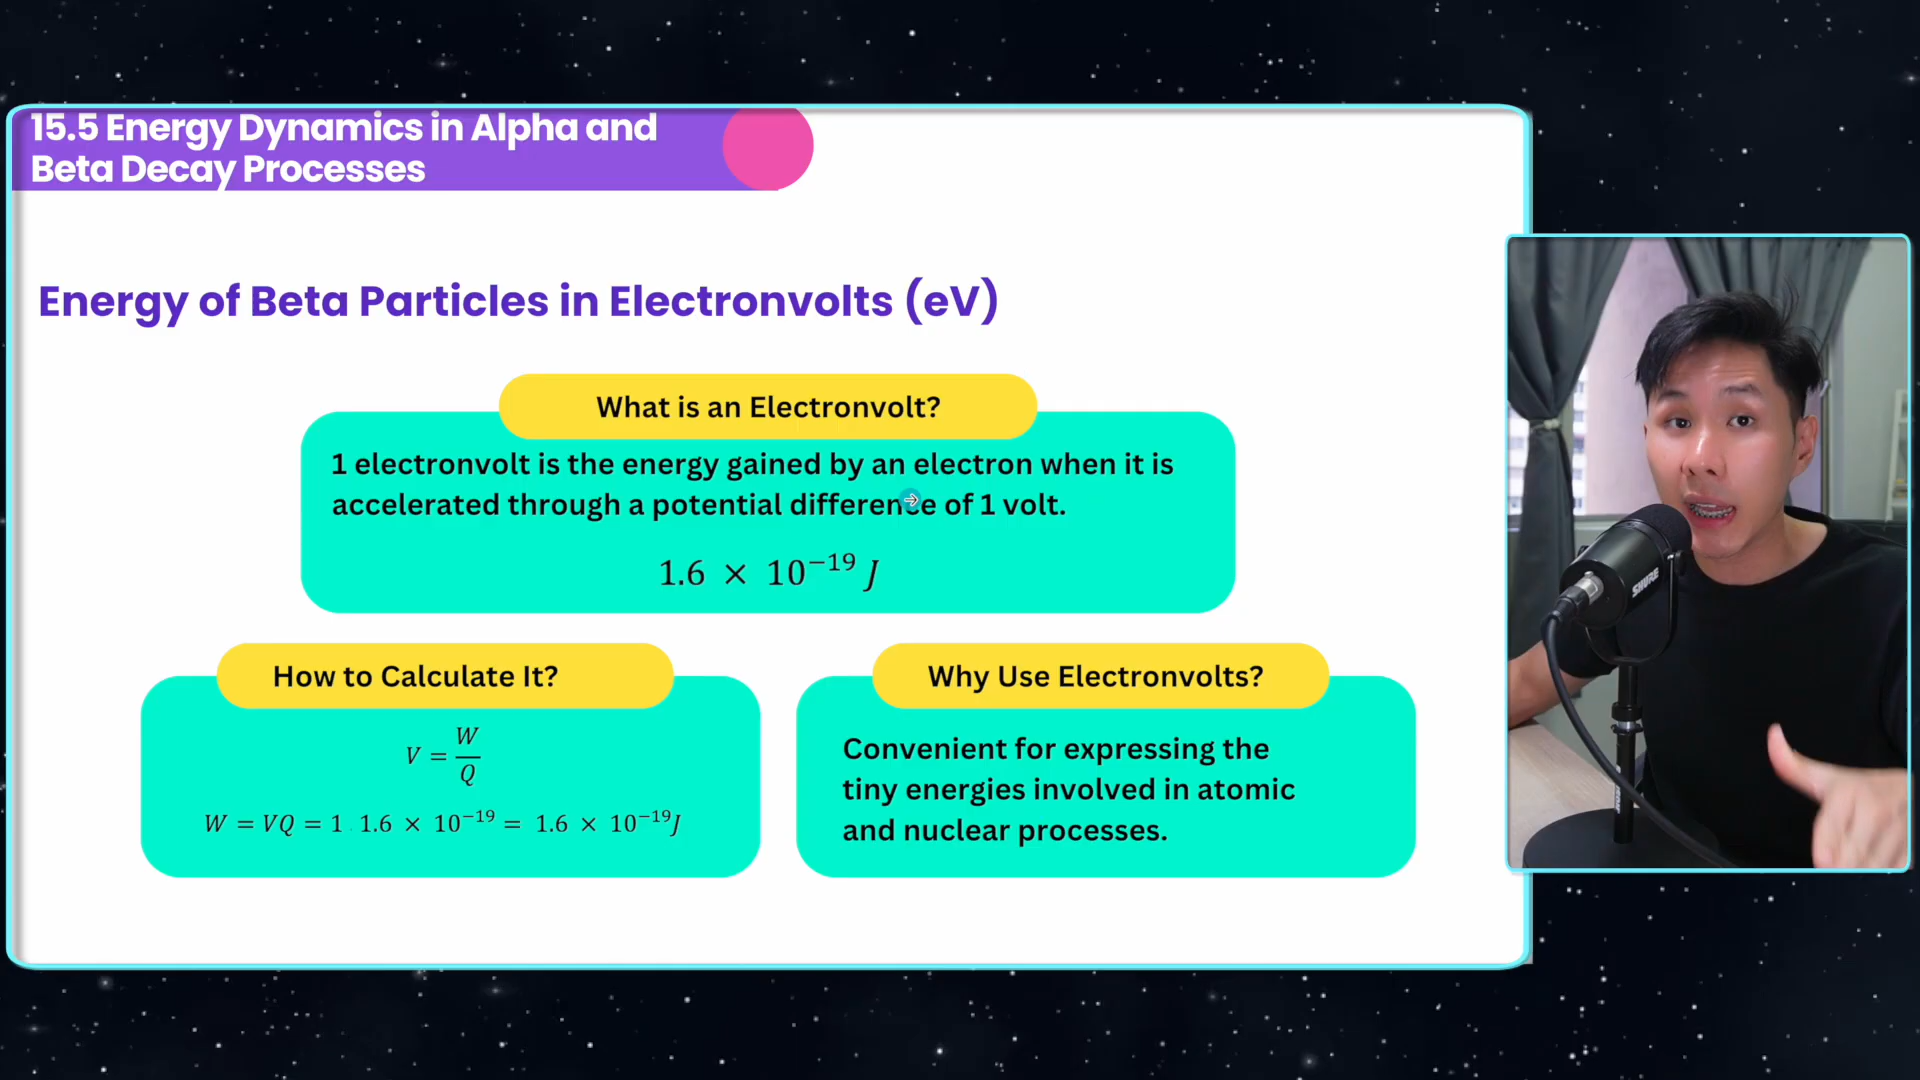 15.5 Energy Dynamics in Alpha and
Beta Decay Processes
Energy of Beta Particles in Electronvolts (eV)
What is an Electronvolt?
1 electronvolt is the energy gained by an electron when it is
accelerated through a potential difference of 1 volt.
1.6 × 10⁻¹⁹ J
How to Calculate It?
V = W/Q
W = VQ = 1 . 1.6 × 10⁻¹⁹ = 1.6 × 10⁻¹⁹J
Why Use Electronvolts?
Convenient for expressing the
tiny energies involved in atomic
and nuclear processes.
SHURE